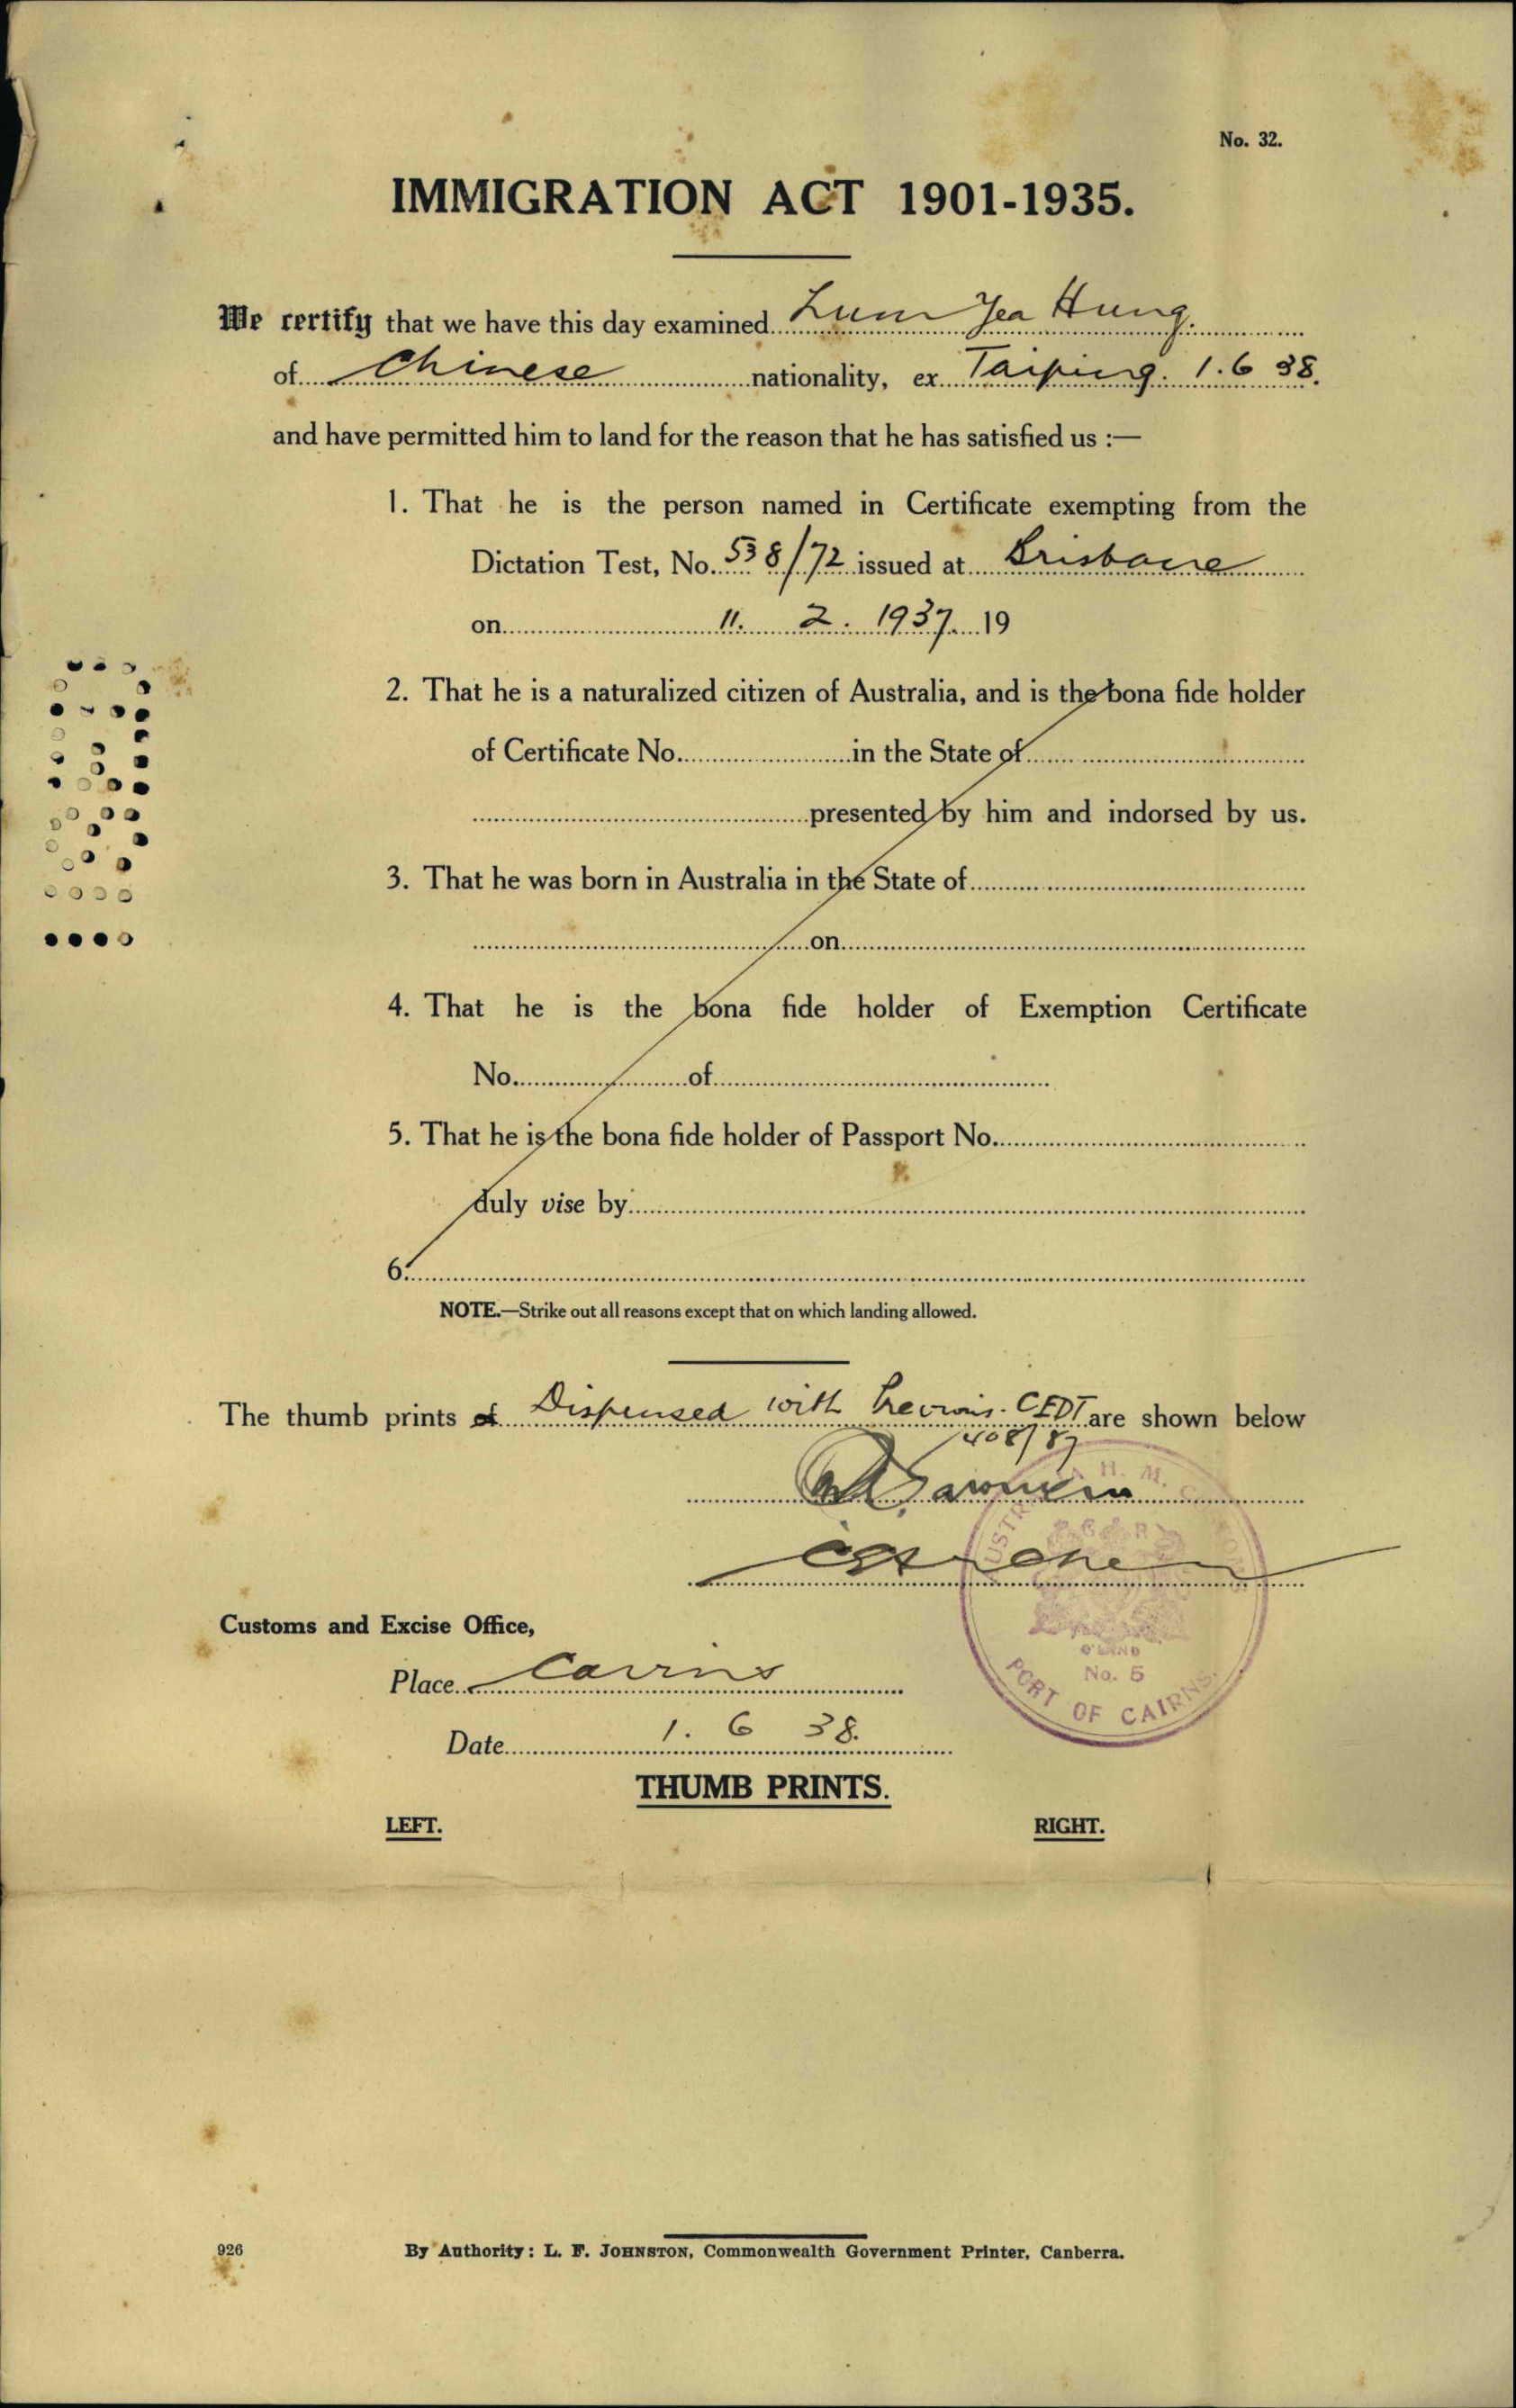 No. 32.
IMMIGRATION ACT 1901-1935.
We certify that we have this day examined Lum Yea Hung.
of Chinese nationality, ex Taiping. 1. 6 38.
and have permitted him to land for the reason that he has satisfied us :—
1. That he is the person named in Certificate exempting from the
Dictation Test, No. 538/72 issued at Brisbane
on 11. 2. 1937. 19
2. That he is a naturalized citizen of Australia, and is the bona fide holder
of Certificate No. in the State of
presented by him and indorsed by us.
3. That he was born in Australia in the State of
on
4. That he is the bona fide holder of Exemption Certificate
No. of
5. That he is the bona fide holder of Passport No.
duly vise by
6.
NOTE.—Strike out all reasons except that on which landing allowed.
The thumb prints of Dispensed with Previous CEDT are shown below
408/87
H. M.
Q'LAND
No. 5
PORT OF CAIRNS.
Customs and Excise Office,
Place Cairns
Date 1. 6 38.
THUMB PRINTS.
LEFT. RIGHT.
926 By Authority: L. F. JOHNSTON, Commonwealth Government Printer, Canberra.